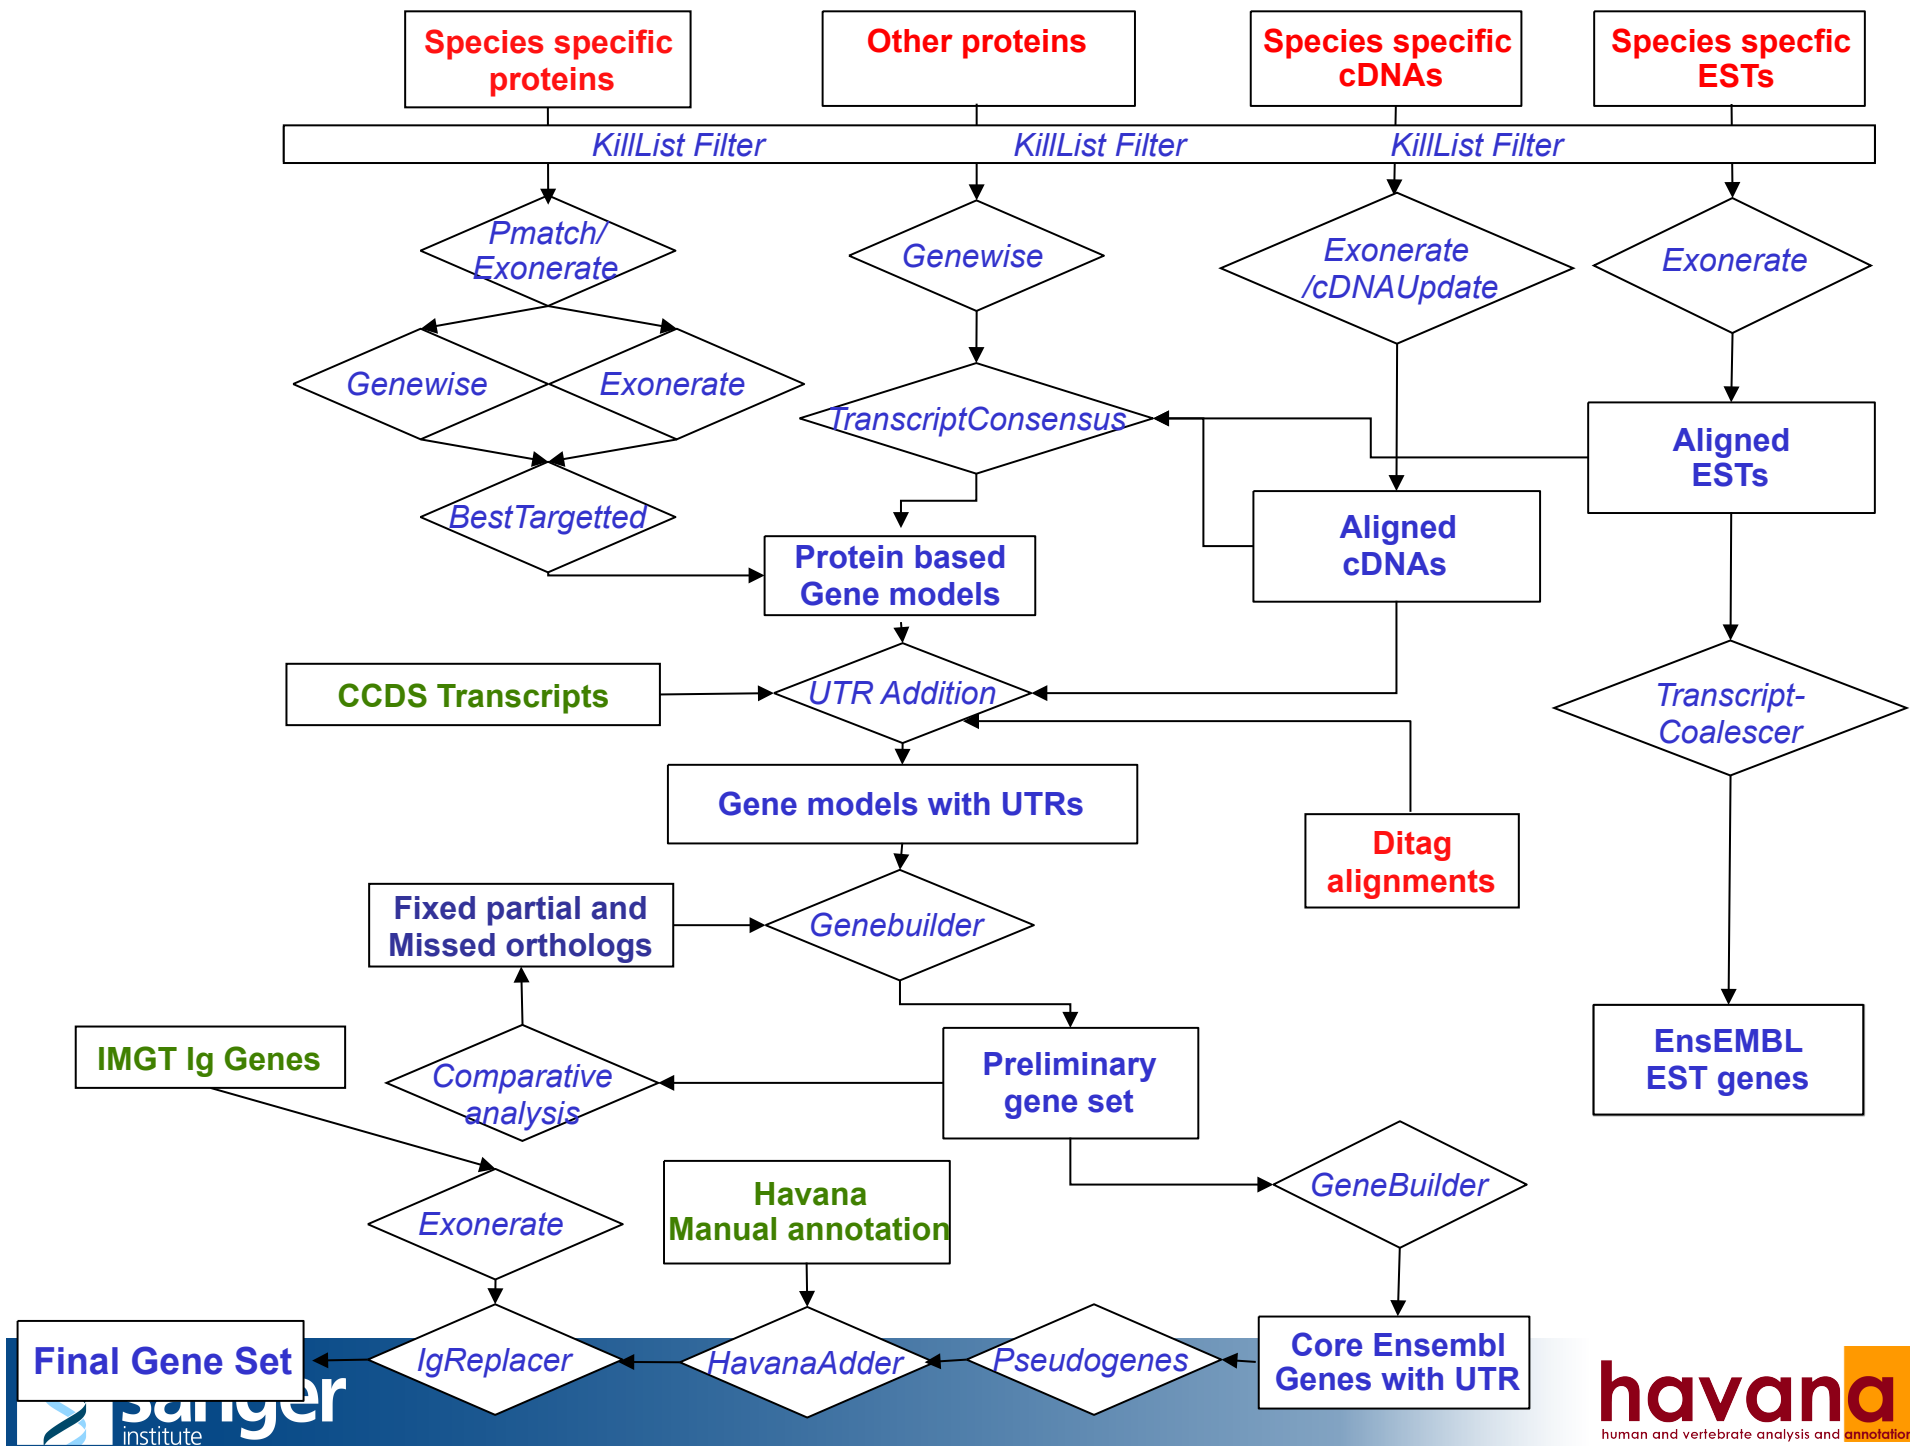 Species specific
proteins
Other proteins
Species specific
cDNAs
Species specfic
ESTs
KillList Filter
KillList Filter
KillList Filter
Pmatch/
Exonerate
Genewise
Exonerate
/cDNAUpdate
Exonerate
Genewise
Exonerate
TranscriptConsensus
Aligned
ESTs
BestTargetted
Aligned
cDNAs
Protein based
Gene models
CCDS Transcripts
UTR Addition
Transcript-
Coalescer
Gene models with UTRs
Ditag
alignments
Fixed partial and
Missed orthologs
Genebuilder
IMGT Ig Genes
Comparative
analysis
Preliminary
gene set
EnsEMBL
EST genes
Havana
Manual annotation
GeneBuilder
Exonerate
Final Gene Set
IgReplacer
HavanaAdder
Pseudogenes
Core Ensembl
Genes with UTR
sanger
institute
havana
human and vertebrate analysis and annotation